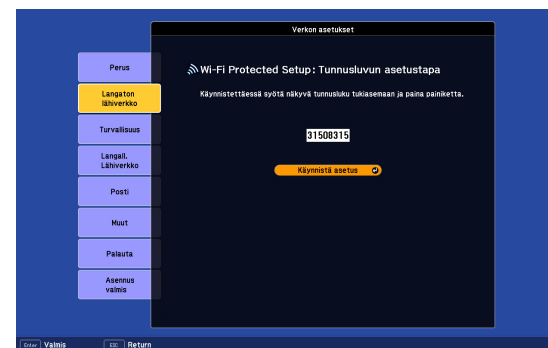 Verkon asetukset
Perus
Langaton
lähiverkko
Turvallisuus
Langall.
Lähiverkko
Posti
Muut
Palauta
Asennus
valmis
Wi-Fi Protected Setup: Tunnusluvun asetustapa
Käynnistettäessä syötä näkyvä tunnusluku tukiasemaan ja paina painiketta.
31508315
Käynnistä asetus
Enter Valmis
ESC Return